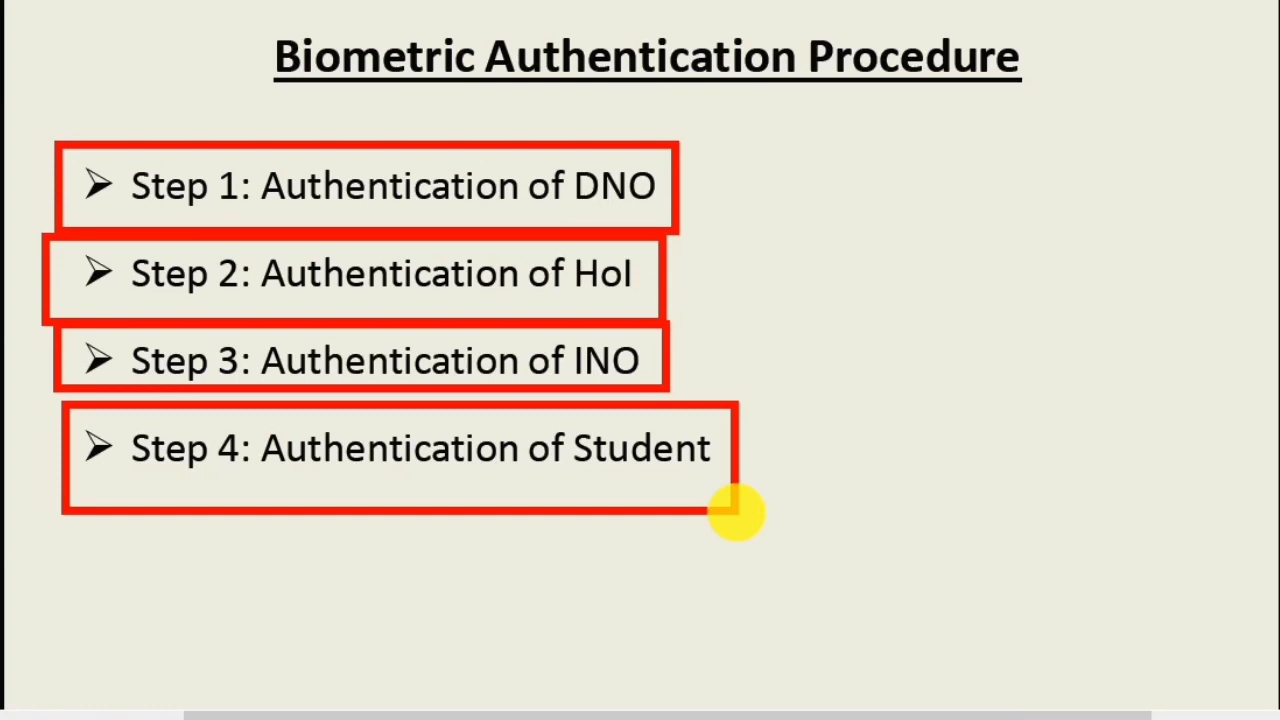 Biometric Authentication Procedure
➢ Step 1: Authentication of DNO
➢ Step 2: Authentication of HoI
➢ Step 3: Authentication of INO
➢ Step 4: Authentication of Student